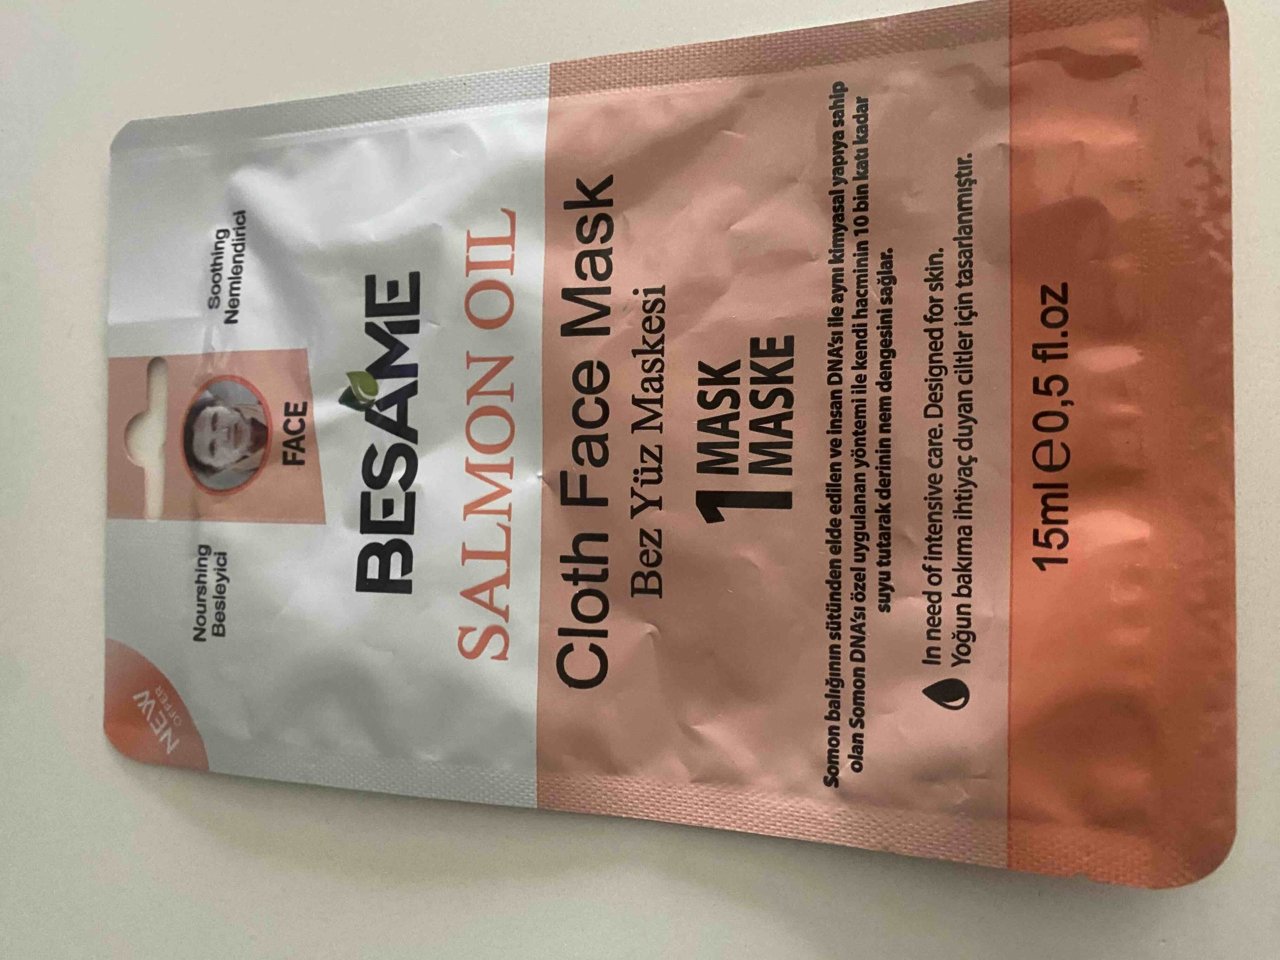 NEW
OFFER
Nourshing
Besleyici
FACE
Soothing
Nemlendirici
BESAME
SALMON OIL
Cloth Face Mask
Bez Yüz Maskesi
1 MASK
MASKE
Somon balığının sütünden elde edilen ve insan DNA'sı ile aynı kimyasal yapıya sahip
olan Somon DNA'sı özel uygulanan yöntemi ile kendi hacminin 10 bin katı kadar
suyu tutarak derinin nem dengesini sağlar.
In need of intensive care. Designed for skin.
Yoğun bakıma ihtiyaç duyan ciltler için tasarlanmıştır.
15ml ℮0,5 fl.oz